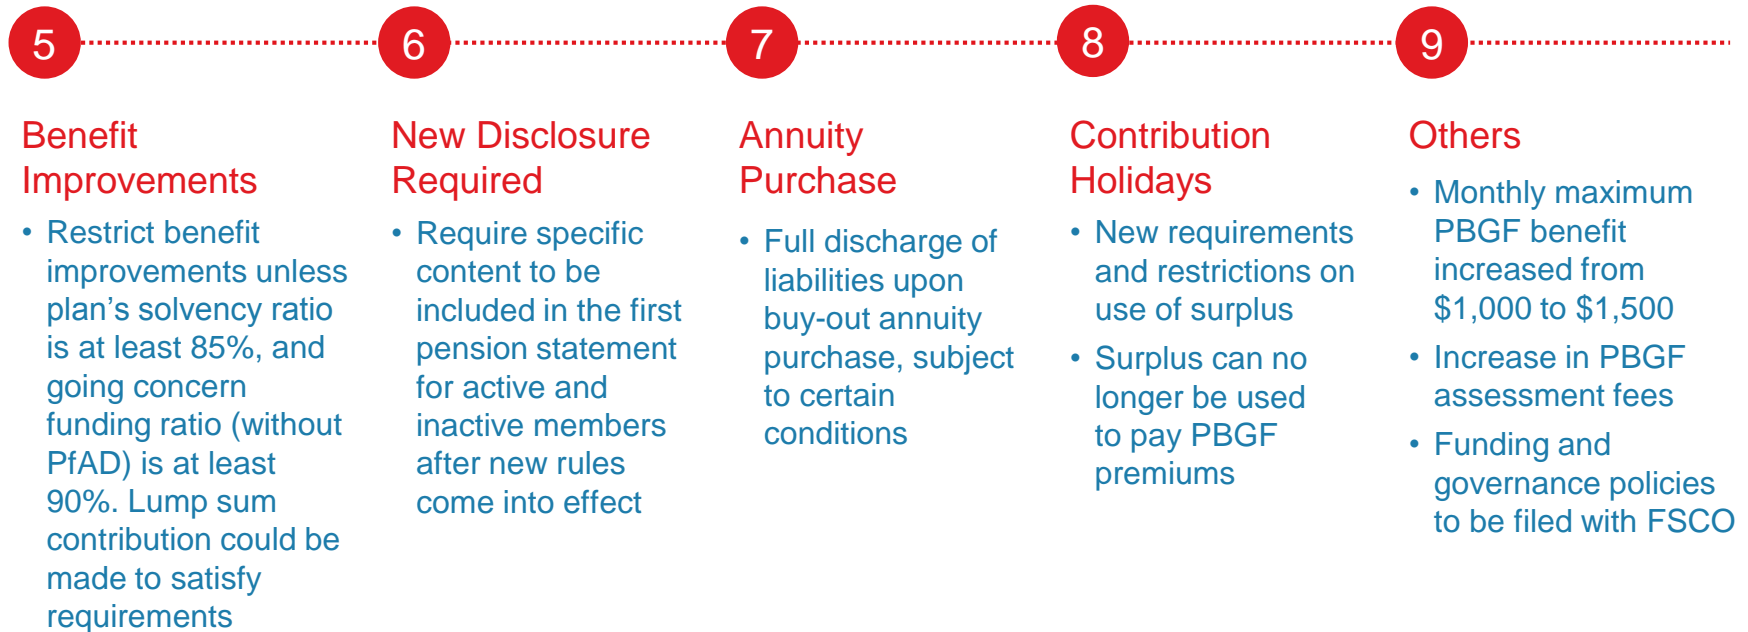 5
Benefit
Improvements
• Restrict benefit
improvements unless
plan's solvency ratio
is at least 85%, and
going concern
funding ratio (without
PfAD) is at least
90%. Lump sum
contribution could be
made to satisfy
requirements
6
New Disclosure
Required
• Require specific
content to be
included in the first
pension statement
for active and
inactive members
after new rules
come into effect
7
Annuity
Purchase
• Full discharge of
liabilities upon
buy-out annuity
purchase, subject
to certain
conditions
8
Contribution
Holidays
• New requirements
and restrictions on
use of surplus
• Surplus can no
longer be used
to pay PBGF
premiums
9
Others
• Monthly maximum
PBGF benefit
increased from
$1,000 to $1,500
• Increase in PBGF
assessment fees
• Funding and
governance policies
to be filed with FSCO